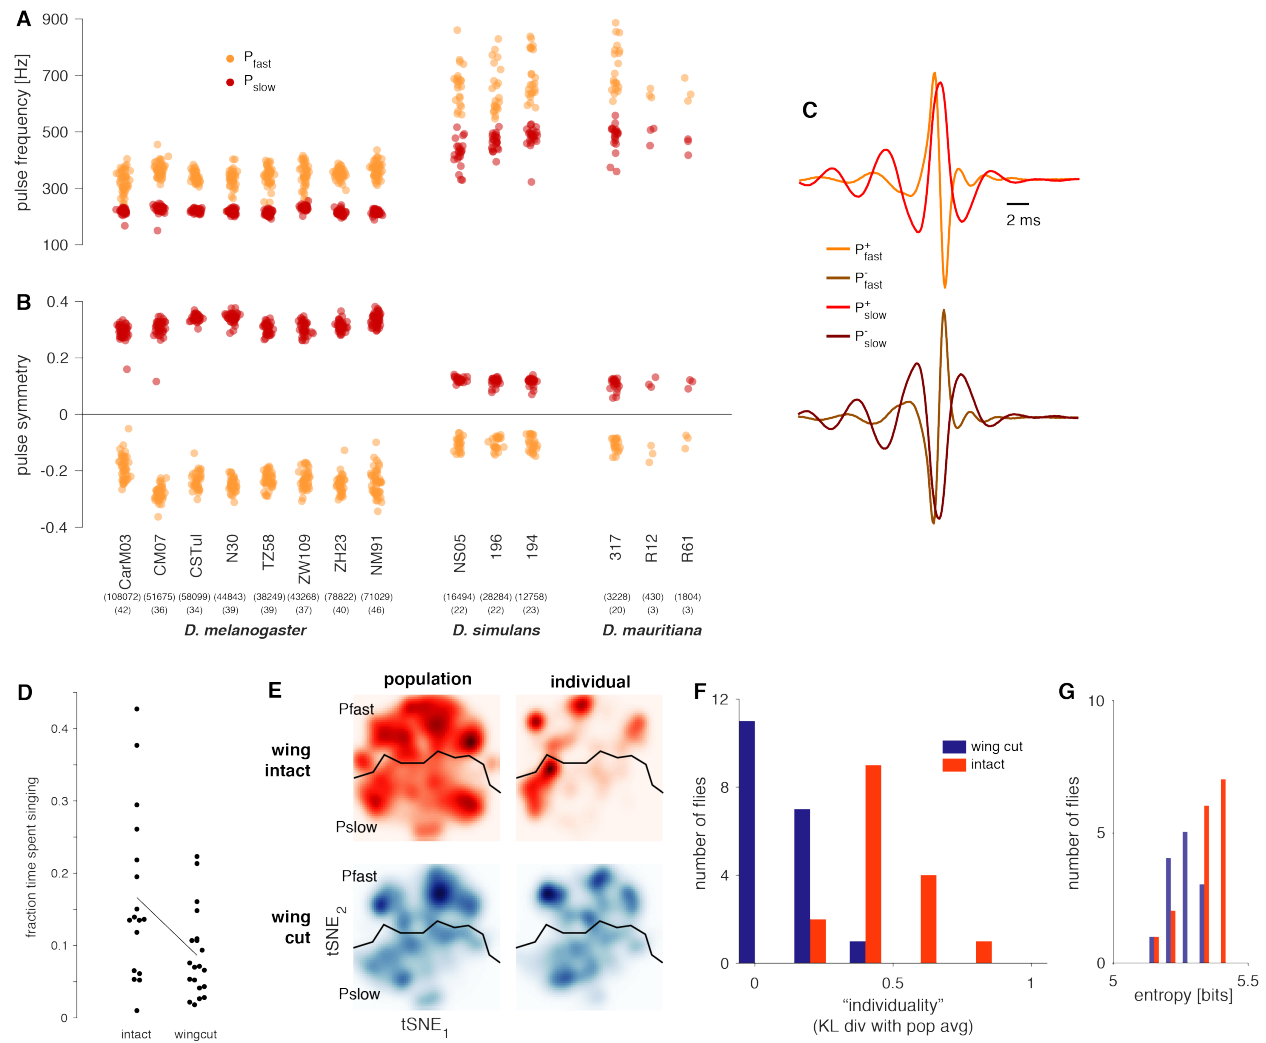 A
900
700
500
300
100
pulse frequency [Hz]
Pfast
Pslow
B
0.4
0.2
0
-0.2
-0.4
pulse symmetry
CarM03
CM07
CSTul
N30
TZ58
ZW109
ZH23
NM91
NS05
196
194
317
R12
R61
(108072) (51675) (58099) (44843) (38249) (43268) (78822) (71029) (16494) (28284) (12758) (3228) (430) (1804)
(42) (36) (34) (39) (39) (37) (40) (46) (22) (22) (23) (20) (3) (3)
D. melanogaster D. simulans D. mauritiana
C
2 ms
P+fast
P-fast
P+slow
P-slow
D
0.4
0.3
0.2
0.1
0
fraction time spent singing
intact wingcut
E
population individual
Pfast
wing
intact
Pslow
Pfast
wing
cut
Pslow
tSNE2
tSNE1
F
12
8
4
0
number of flies
wing cut
intact
0 0.5 1
“individuality”
(KL div with pop avg)
G
10
5
0
number of flies
5 5.5
entropy [bits]